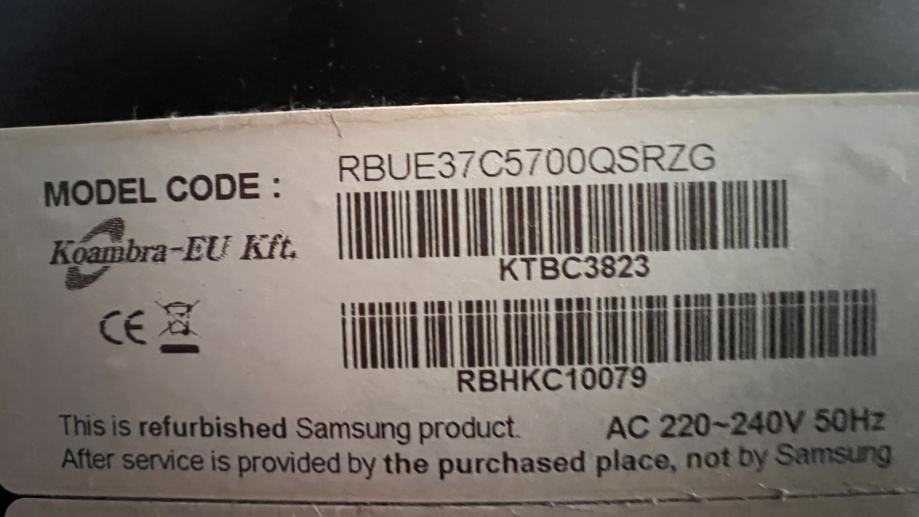 MODEL CODE : RBUE37C5700QSRZG
Koambra-EU Kft.
KTBC3823
CE
RBHKC10079
This is refurbished Samsung product. AC 220~240V 50Hz
After service is provided by the purchased place, not by Samsung